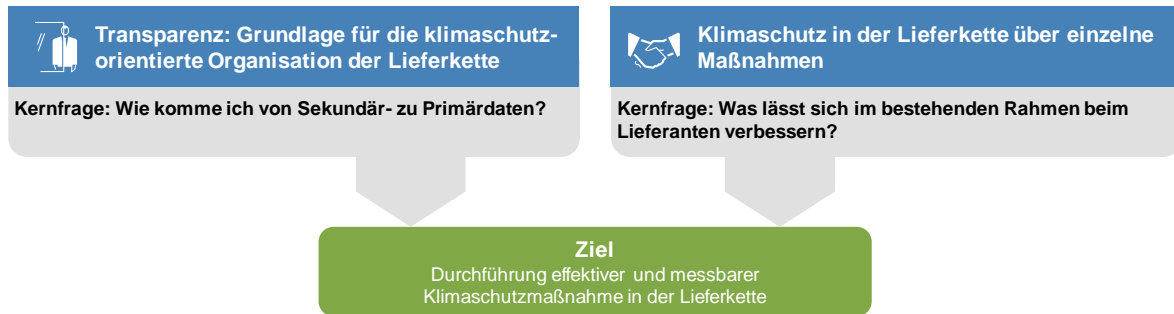 Transparenz: Grundlage für die klimaschutz-
orientierte Organisation der Lieferkette
Kernfrage: Wie komme ich von Sekundär- zu Primärdaten?
Klimaschutz in der Lieferkette über einzelne
Maßnahmen
Kernfrage: Was lässt sich im bestehenden Rahmen beim
Lieferanten verbessern?
Ziel
Durchführung effektiver und messbarer
Klimaschutzmaßnahme in der Lieferkette